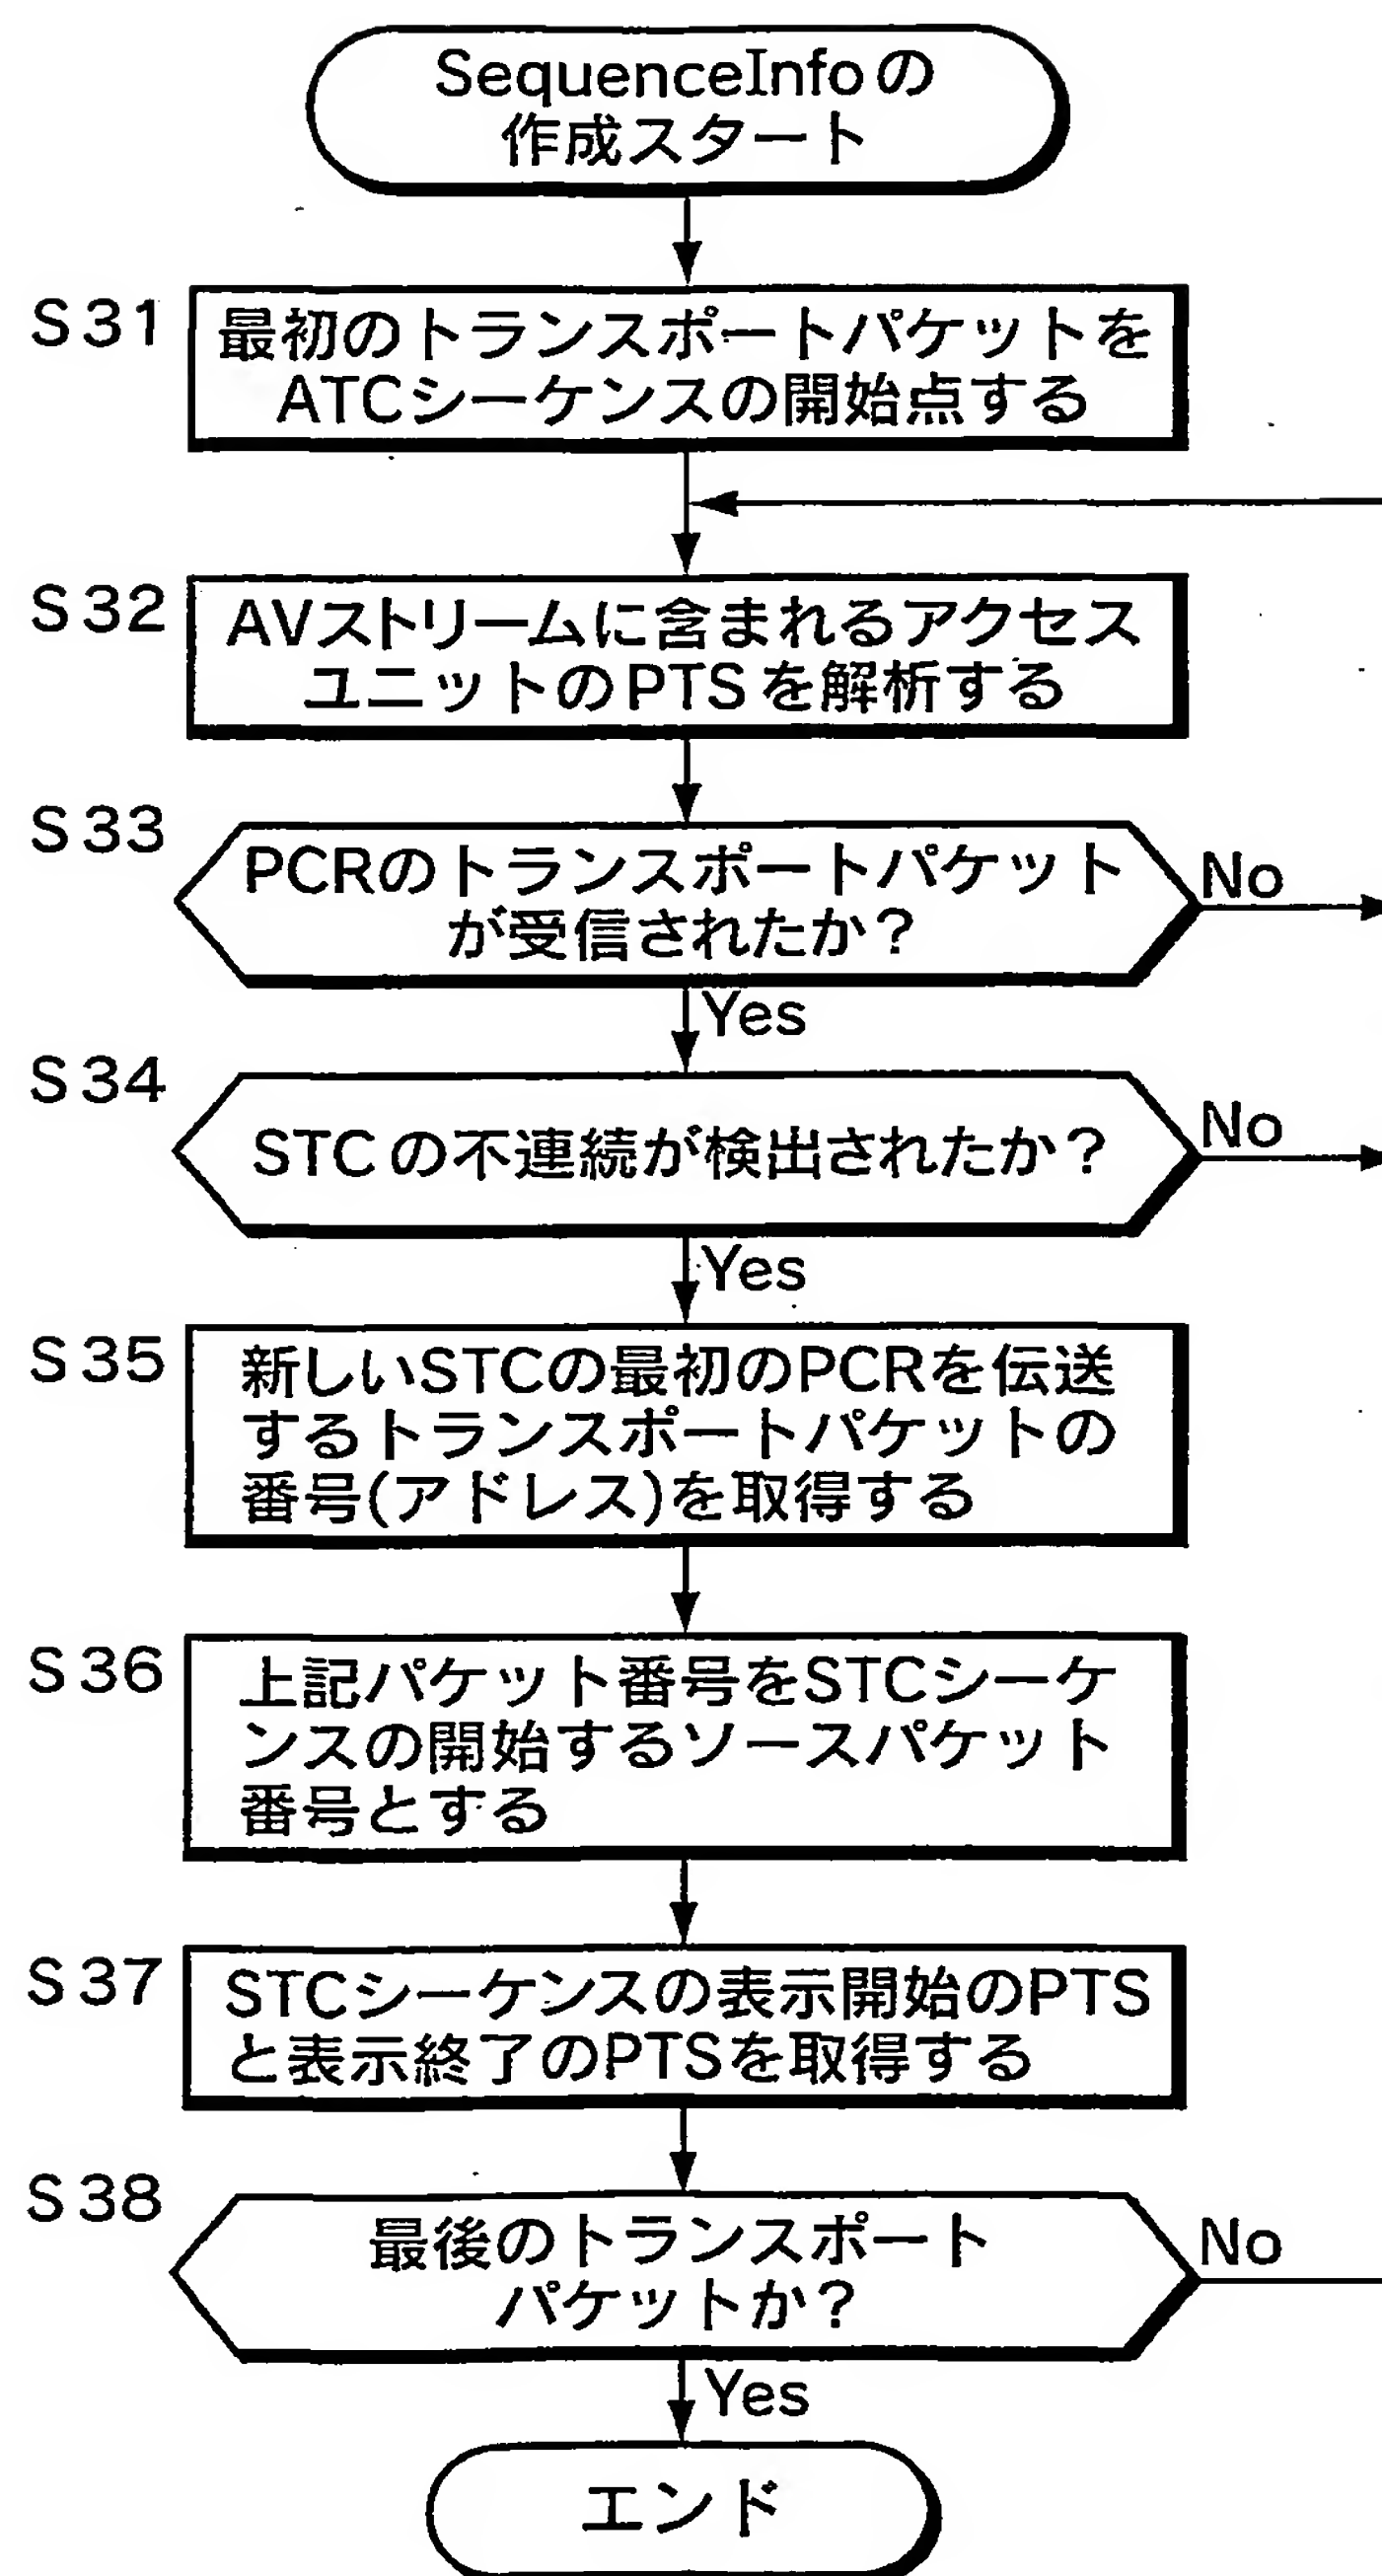 SequenceInfoの
作成スタート
S31
最初のトランスポートパケットを
ATCシーケンスの開始点する
S32
AVストリームに含まれるアクセス
ユニットのPTSを解析する
S33
PCRのトランスポートパケット
が受信されたか？
No
Yes
S34
STCの不連続が検出されたか？
No
Yes
S35
新しいSTCの最初のPCRを伝送
するトランスポートパケットの
番号(アドレス)を取得する
S36
上記パケット番号をSTCシーケ
ンスの開始するソースパケット
番号とする
S37
STCシーケンスの表示開始のPTS
と表示終了のPTSを取得する
S38
最後のトランスポート
パケットか？
No
Yes
エンド